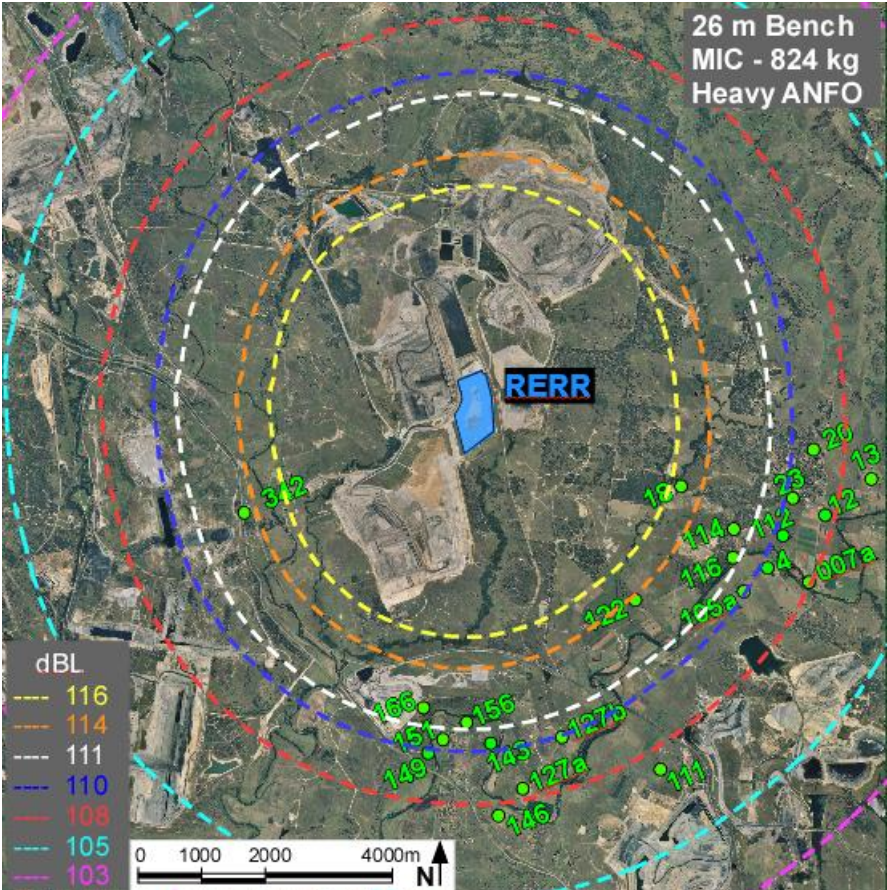 26 m Bench
MIC - 824 kg
Heavy ANFO
RERR
20
13
18
342
23
12
114
112
116
4
007a
105a
122
166
156
151
127b
143
149
111
127a
146
dBL
116
114
111
110
108
105
103
0 1000 2000 4000m
N